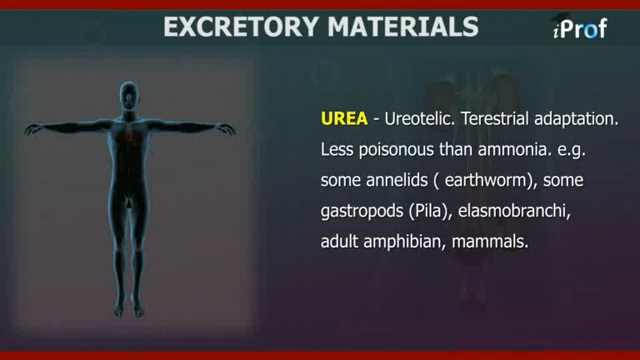 EXCRETORY MATERIALS
iProf
UREA - Ureotelic. Terestrial adaptation.
Less poisonous than ammonia. e.g.
some annelids ( earthworm), some
gastropods (Pila), elasmobranchi,
adult amphibian, mammals.